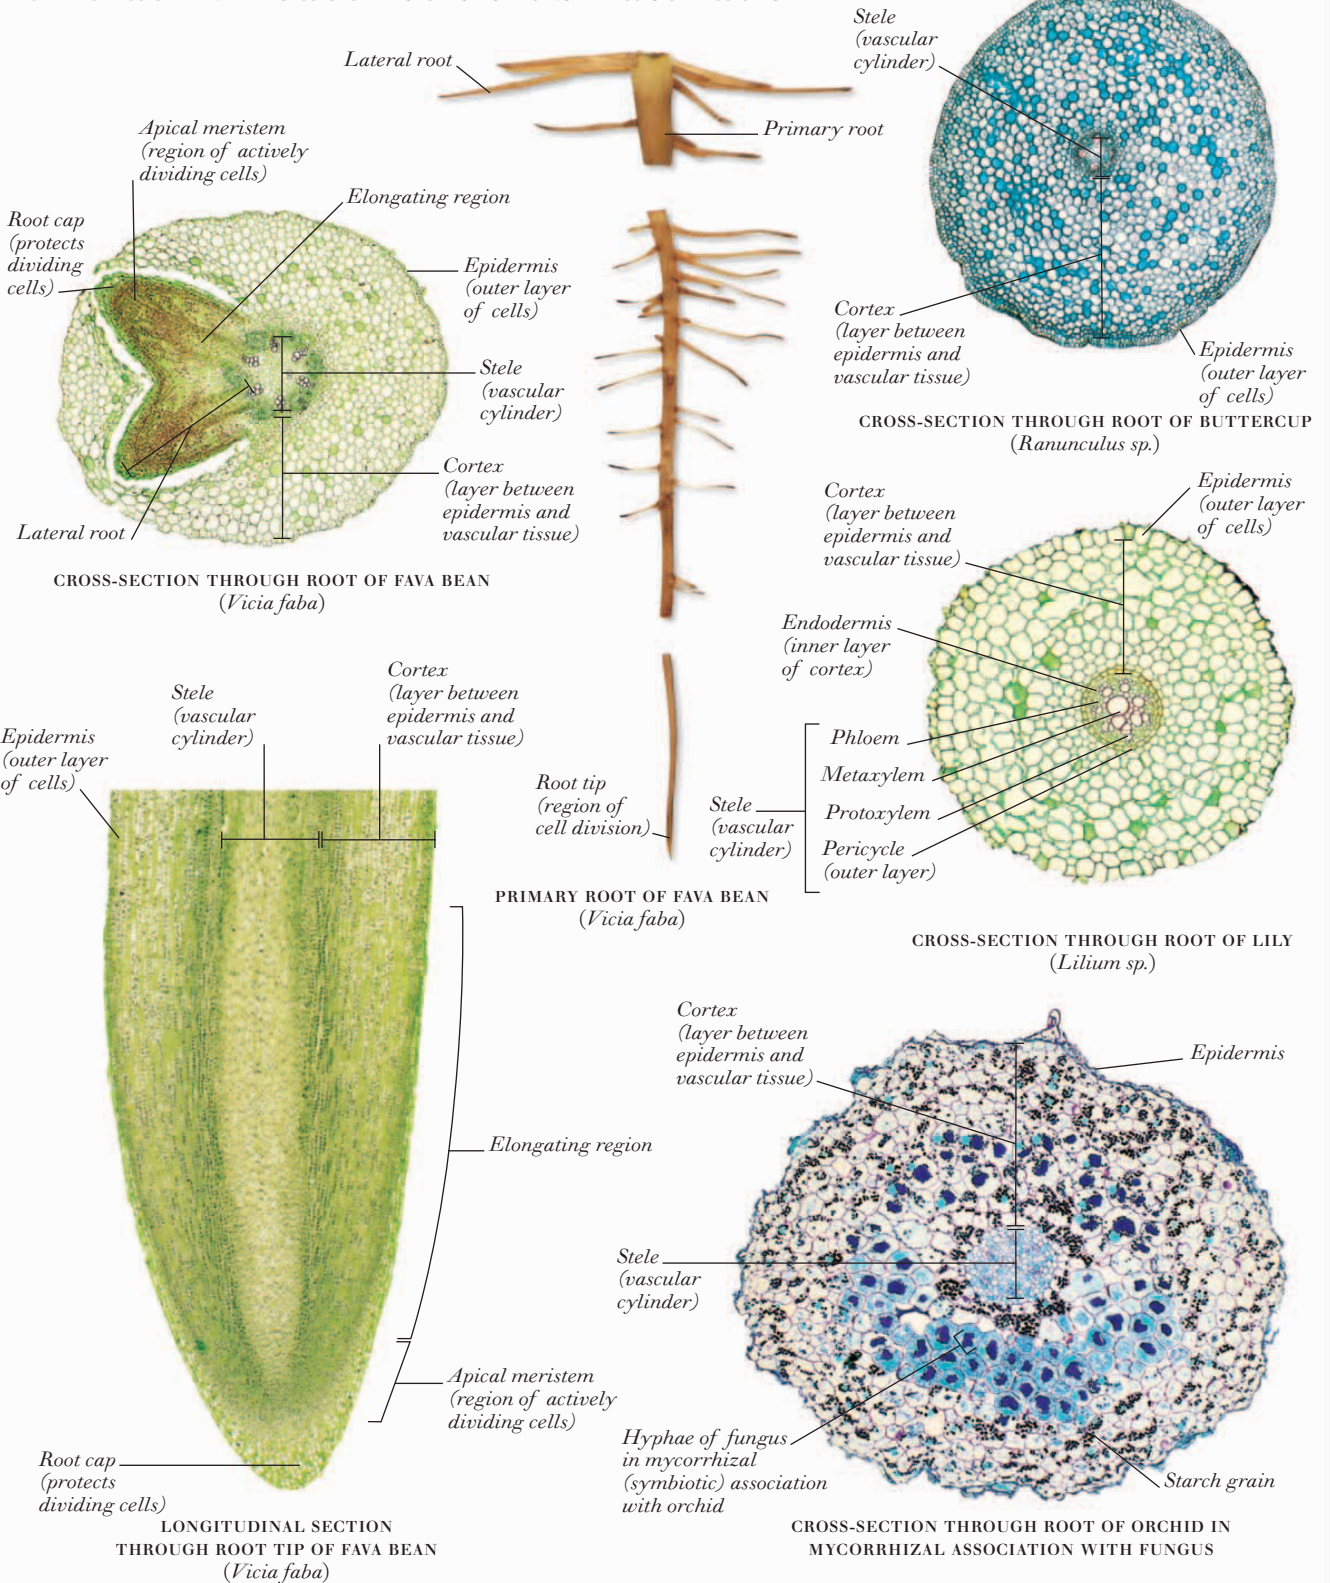 Lateral root
Primary root
Apical meristem
(region of actively
dividing cells)
Root cap
(protects
dividing
cells)
Elongating region
Epidermis
(outer layer
of cells)
Stele
(vascular
cylinder)
Cortex
(layer between
epidermis and
vascular tissue)
Lateral root
CROSS-SECTION THROUGH ROOT OF FAVA BEAN
(Vicia faba)
Stele
(vascular
cylinder)
Cortex
(layer between
epidermis and
vascular tissue)
Epidermis
(outer layer
of cells)
CROSS-SECTION THROUGH ROOT OF BUTTERCUP
(Ranunculus sp.)
Cortex
(layer between
epidermis and
vascular tissue)
Epidermis
(outer layer
of cells)
Endodermis
(inner layer
of cortex)
Stele
(vascular
cylinder)
Phloem
Metaxylem
Protoxylem
Pericycle
(outer layer)
CROSS-SECTION THROUGH ROOT OF LILY
(Lilium sp.)
Root tip
(region of
cell division)
PRIMARY ROOT OF FAVA BEAN
(Vicia faba)
Epidermis
(outer layer
of cells)
Stele
(vascular
cylinder)
Cortex
(layer between
epidermis and
vascular tissue)
Elongating region
Apical meristem
(region of actively
dividing cells)
Root cap
(protects
dividing cells)
LONGITUDINAL SECTION
THROUGH ROOT TIP OF FAVA BEAN
(Vicia faba)
Cortex
(layer between
epidermis and
vascular tissue)
Epidermis
Stele
(vascular
cylinder)
Hyphae of fungus
in mycorrhizal
(symbiotic) association
with orchid
Starch grain
CROSS-SECTION THROUGH ROOT OF ORCHID IN
MYCORRHIZAL ASSOCIATION WITH FUNGUS